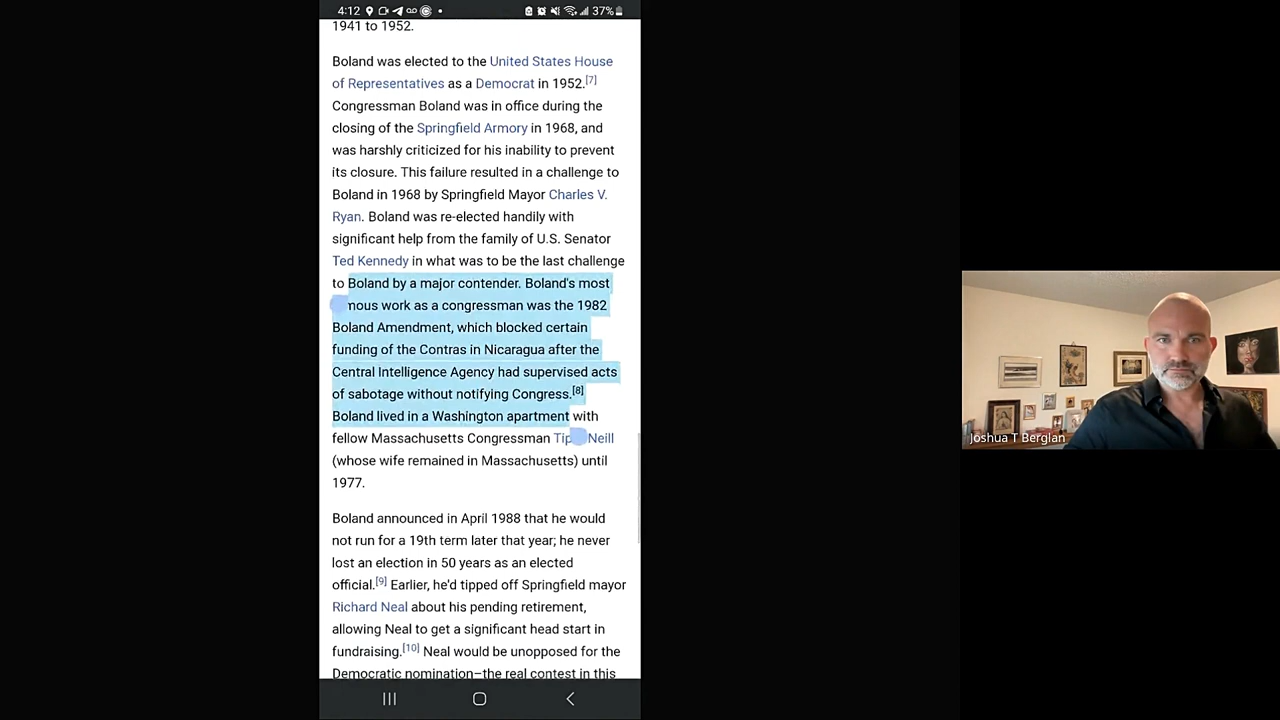 4:12
37%
1941 to 1952.
Boland was elected to the United States House
of Representatives as a Democrat in 1952.[7]
Congressman Boland was in office during the
closing of the Springfield Armory in 1968, and
was harshly criticized for his inability to prevent
its closure. This failure resulted in a challenge to
Boland in 1968 by Springfield Mayor Charles V.
Ryan. Boland was re-elected handily with
significant help from the family of U.S. Senator
Ted Kennedy in what was to be the last challenge
to Boland by a major contender. Boland's most
mous work as a congressman was the 1982
Boland Amendment, which blocked certain
funding of the Contras in Nicaragua after the
Central Intelligence Agency had supervised acts
of sabotage without notifying Congress.[8]
Boland lived in a Washington apartment with
fellow Massachusetts Congressman Tip Neill
(whose wife remained in Massachusetts) until
1977.
Boland announced in April 1988 that he would
not run for a 19th term later that year; he never
lost an election in 50 years as an elected
official.[9] Earlier, he'd tipped off Springfield mayor
Richard Neal about his pending retirement,
allowing Neal to get a significant head start in
fundraising.[10] Neal would be unopposed for the
Democratic nomination–the real contest in this
Joshua T Bergian